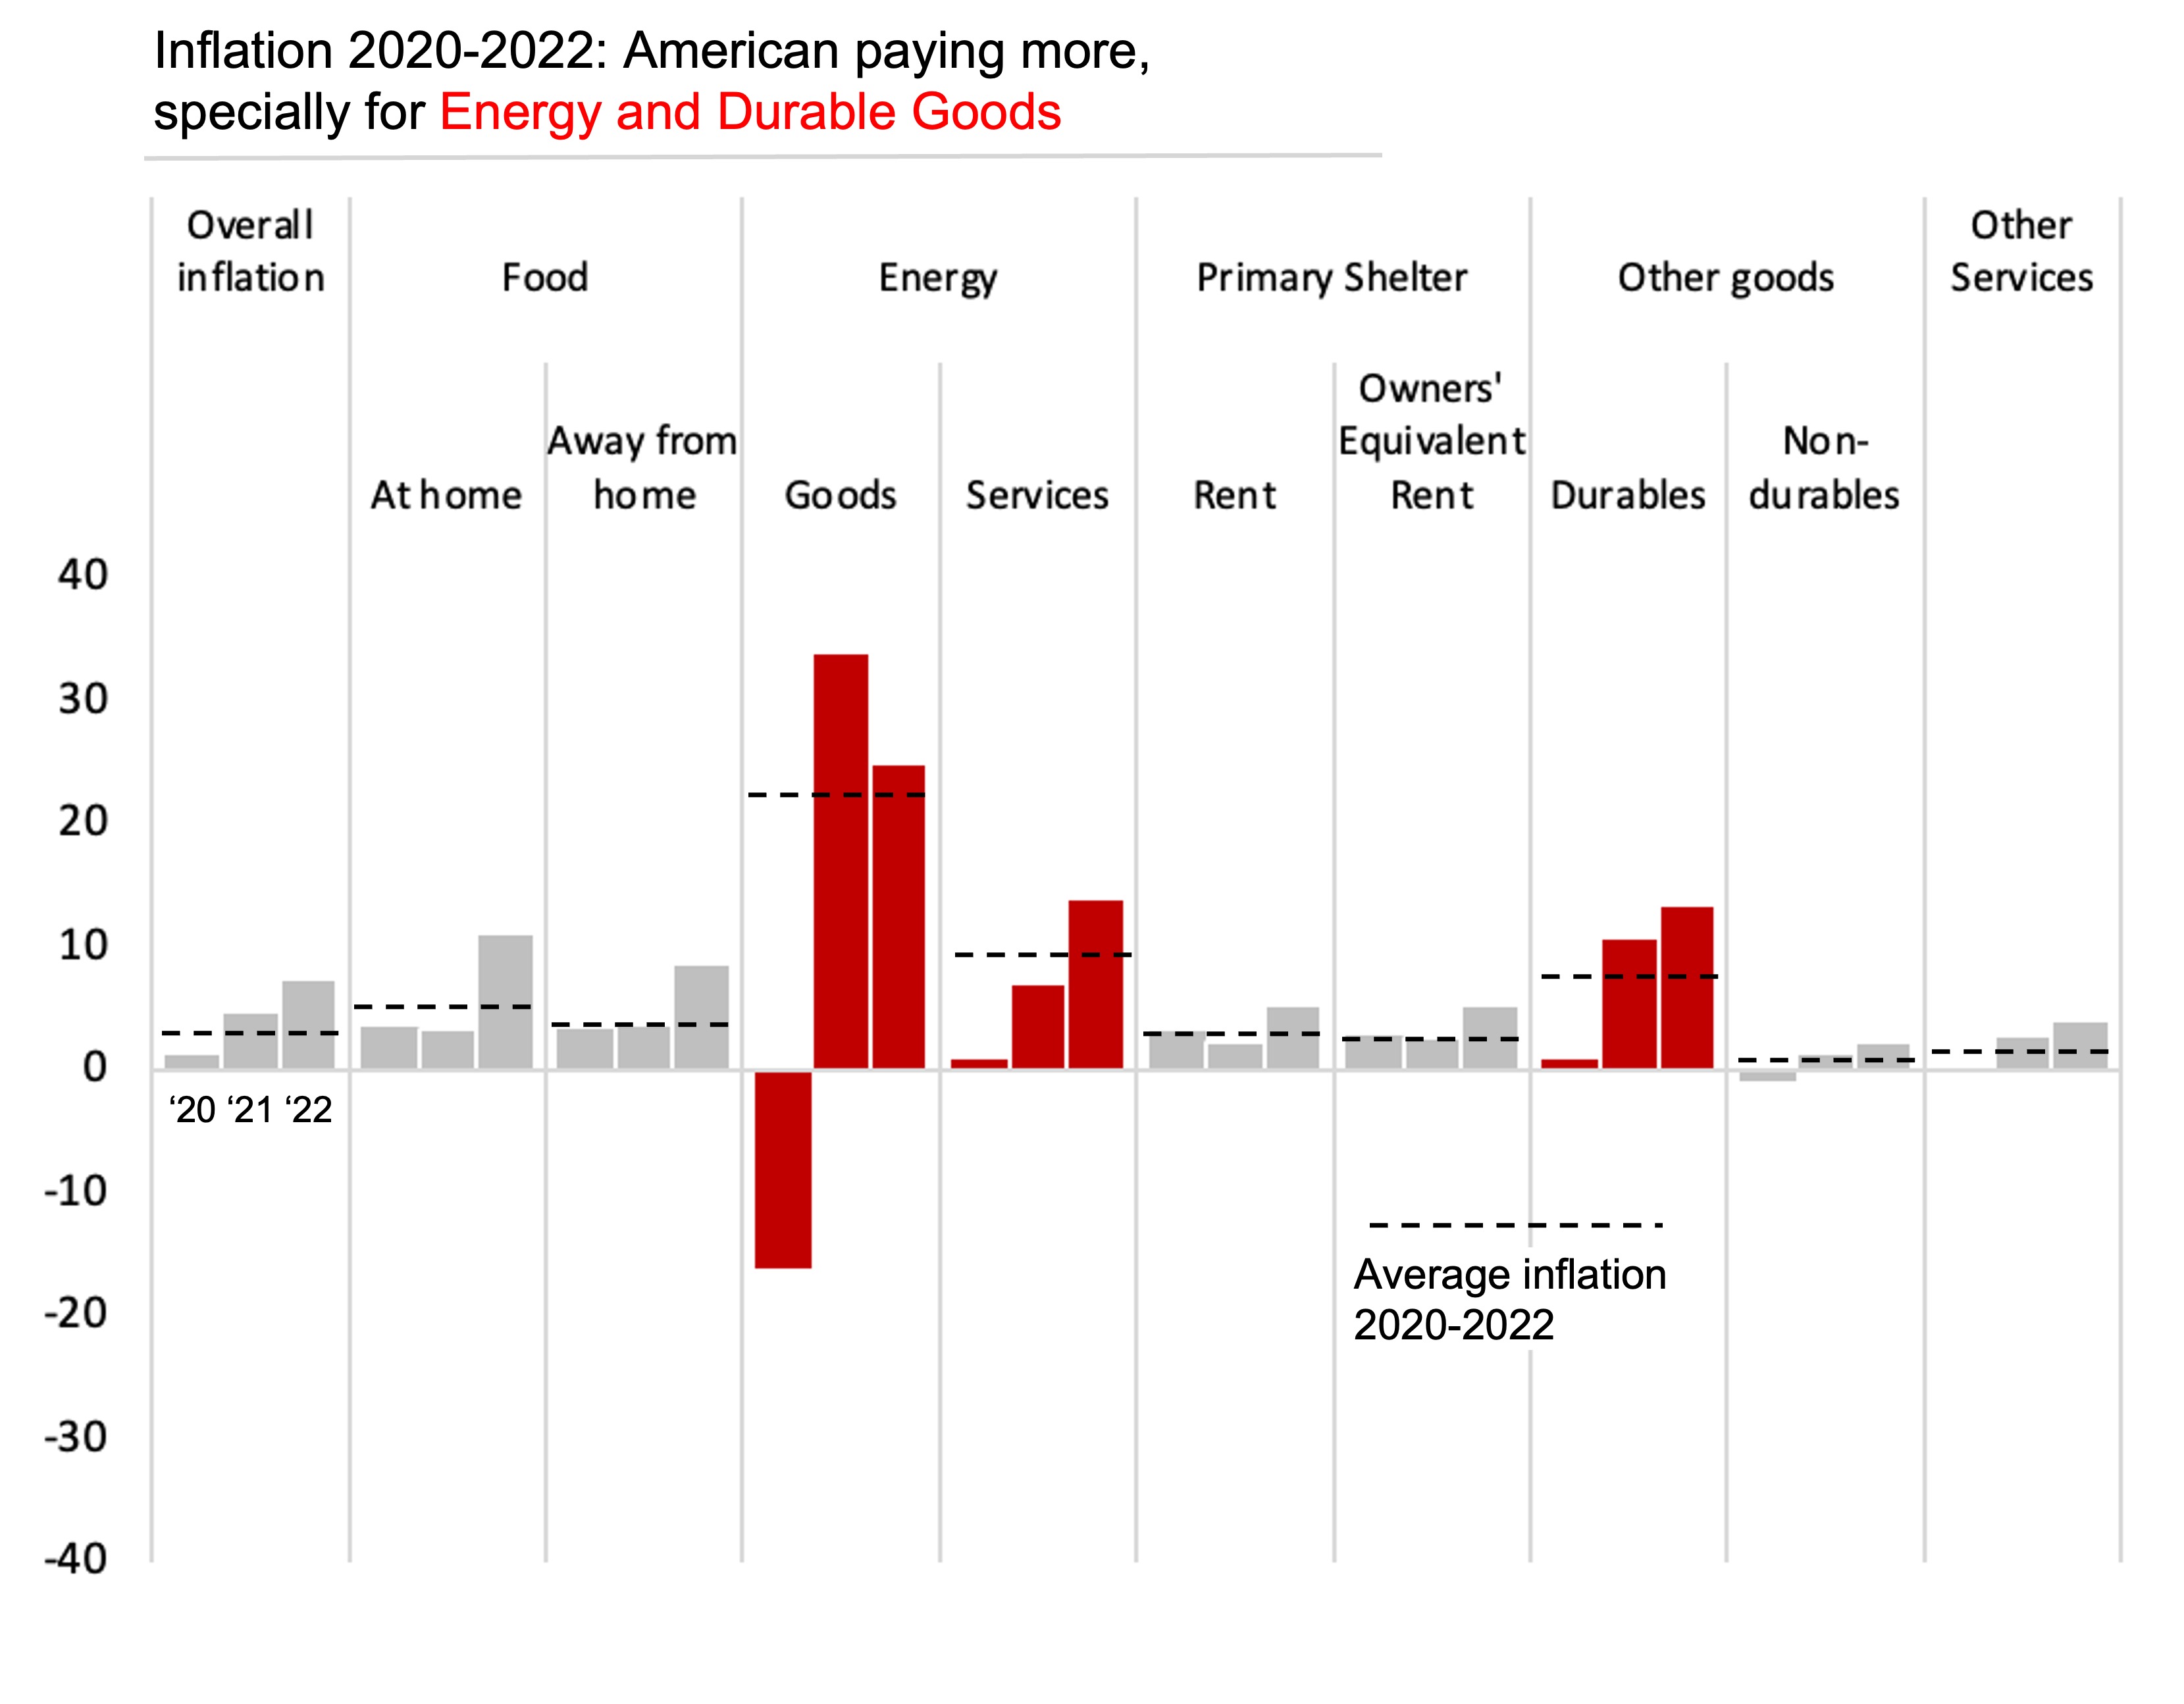 Inflation 2020-2022: American paying more,
specially for Energy and Durable Goods
Overall
inflation
Food
Energy
Primary Shelter
Other goods
Other
Services
At home
Away from
home
Goods
Services
Rent
Owners'
Equivalent
Rent
Durables
Non-
durables
40
30
20
10
0
‘20 ‘21 ‘22
-10
-20
-30
-40
Average inflation
2020-2022